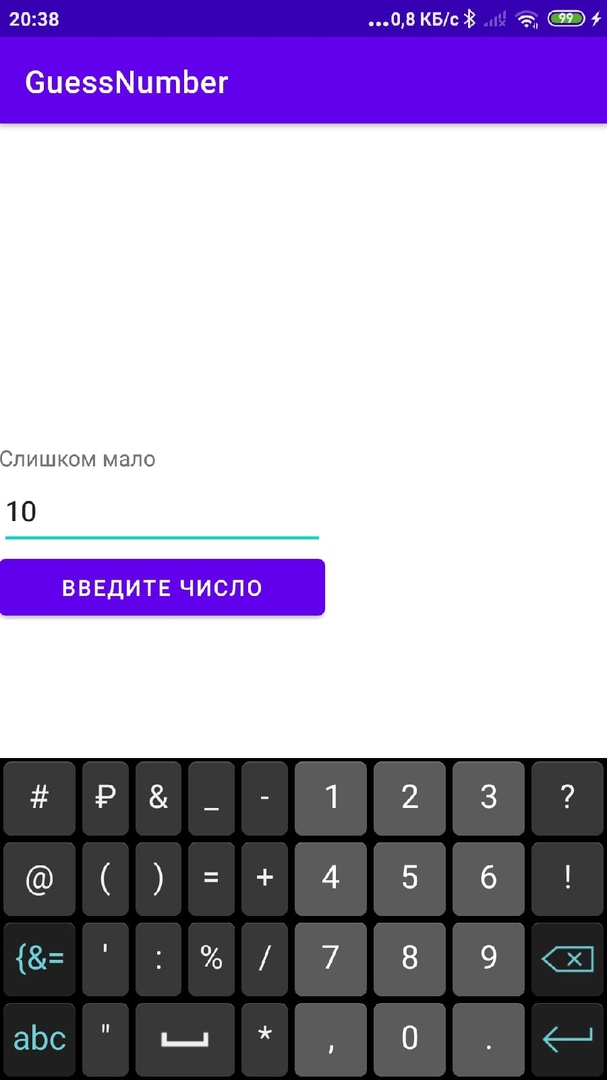 20:38 ...0,8 КБ/с 99
GuessNumber
Слишком мало
10
ВВЕДИТЕ ЧИСЛО
# ₽ & _ - 1 2 3 ?
@ ( ) = + 4 5 6 !
{&= ' : % / 7 8 9
abc " * , 0 .